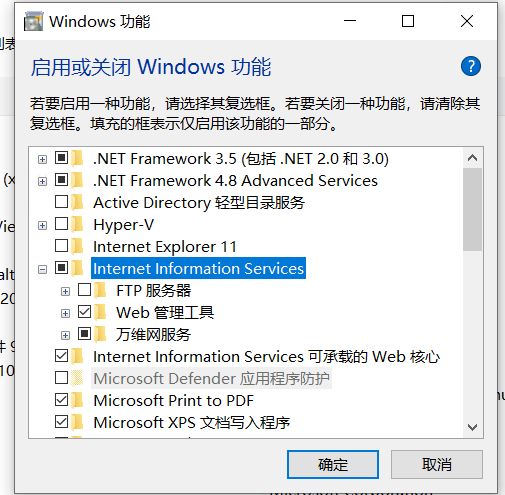 Windows 功能
启用或关闭 Windows 功能
?
若要启用一种功能，请选择其复选框。若要关闭一种功能，请清除其
复选框。填充的框表示仅启用该功能的一部分。
.NET Framework 3.5 (包括 .NET 2.0 和 3.0)
.NET Framework 4.8 Advanced Services
Active Directory 轻型目录服务
Hyper-V
Internet Explorer 11
Internet Information Services
FTP 服务器
Web 管理工具
万维网服务
Internet Information Services 可承载的 Web 核心
Microsoft Defender 应用程序防护
Microsoft Print to PDF
Microsoft XPS 文档写入程序
确定
取消